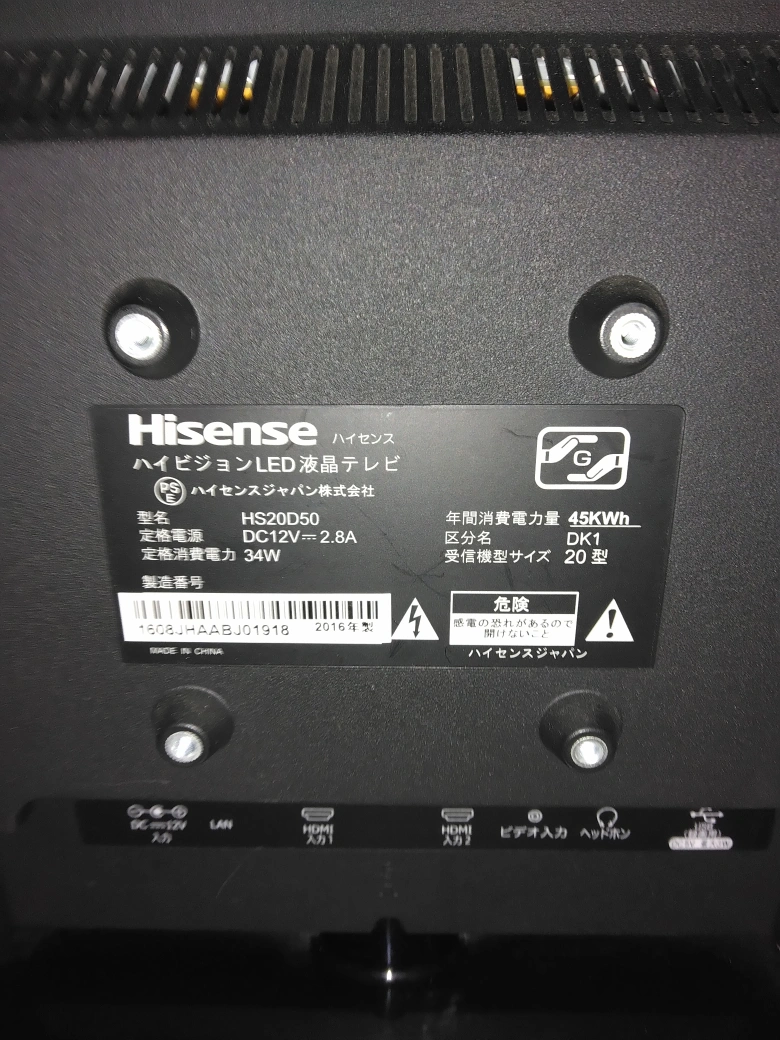 Hisense ハイセンス
ハイビジョンLED液晶テレビ
PS E ハイセンスジャパン株式会社
G
型名 HS20D50
定格電源 DC12V⎓2.8A
定格消費電力 34W
年間消費電力量 45KWh
区分名 DK1
受信機型サイズ 20型
製造番号
1608JHAABJ01918 2016年製
MADE IN CHINA
危険
感電の恐れがあるので
開けないこと
ハイセンスジャパン
DC⎓12V
入力
LAN
HDMI
入力1
HDMI
入力2
ビデオ入力
ヘッドホン